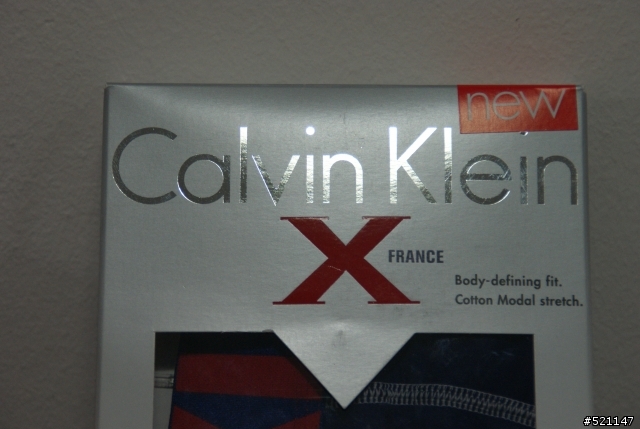 new
Calvin Klein
X FRANCE
Body-defining fit.
Cotton Modal stretch.
#521147